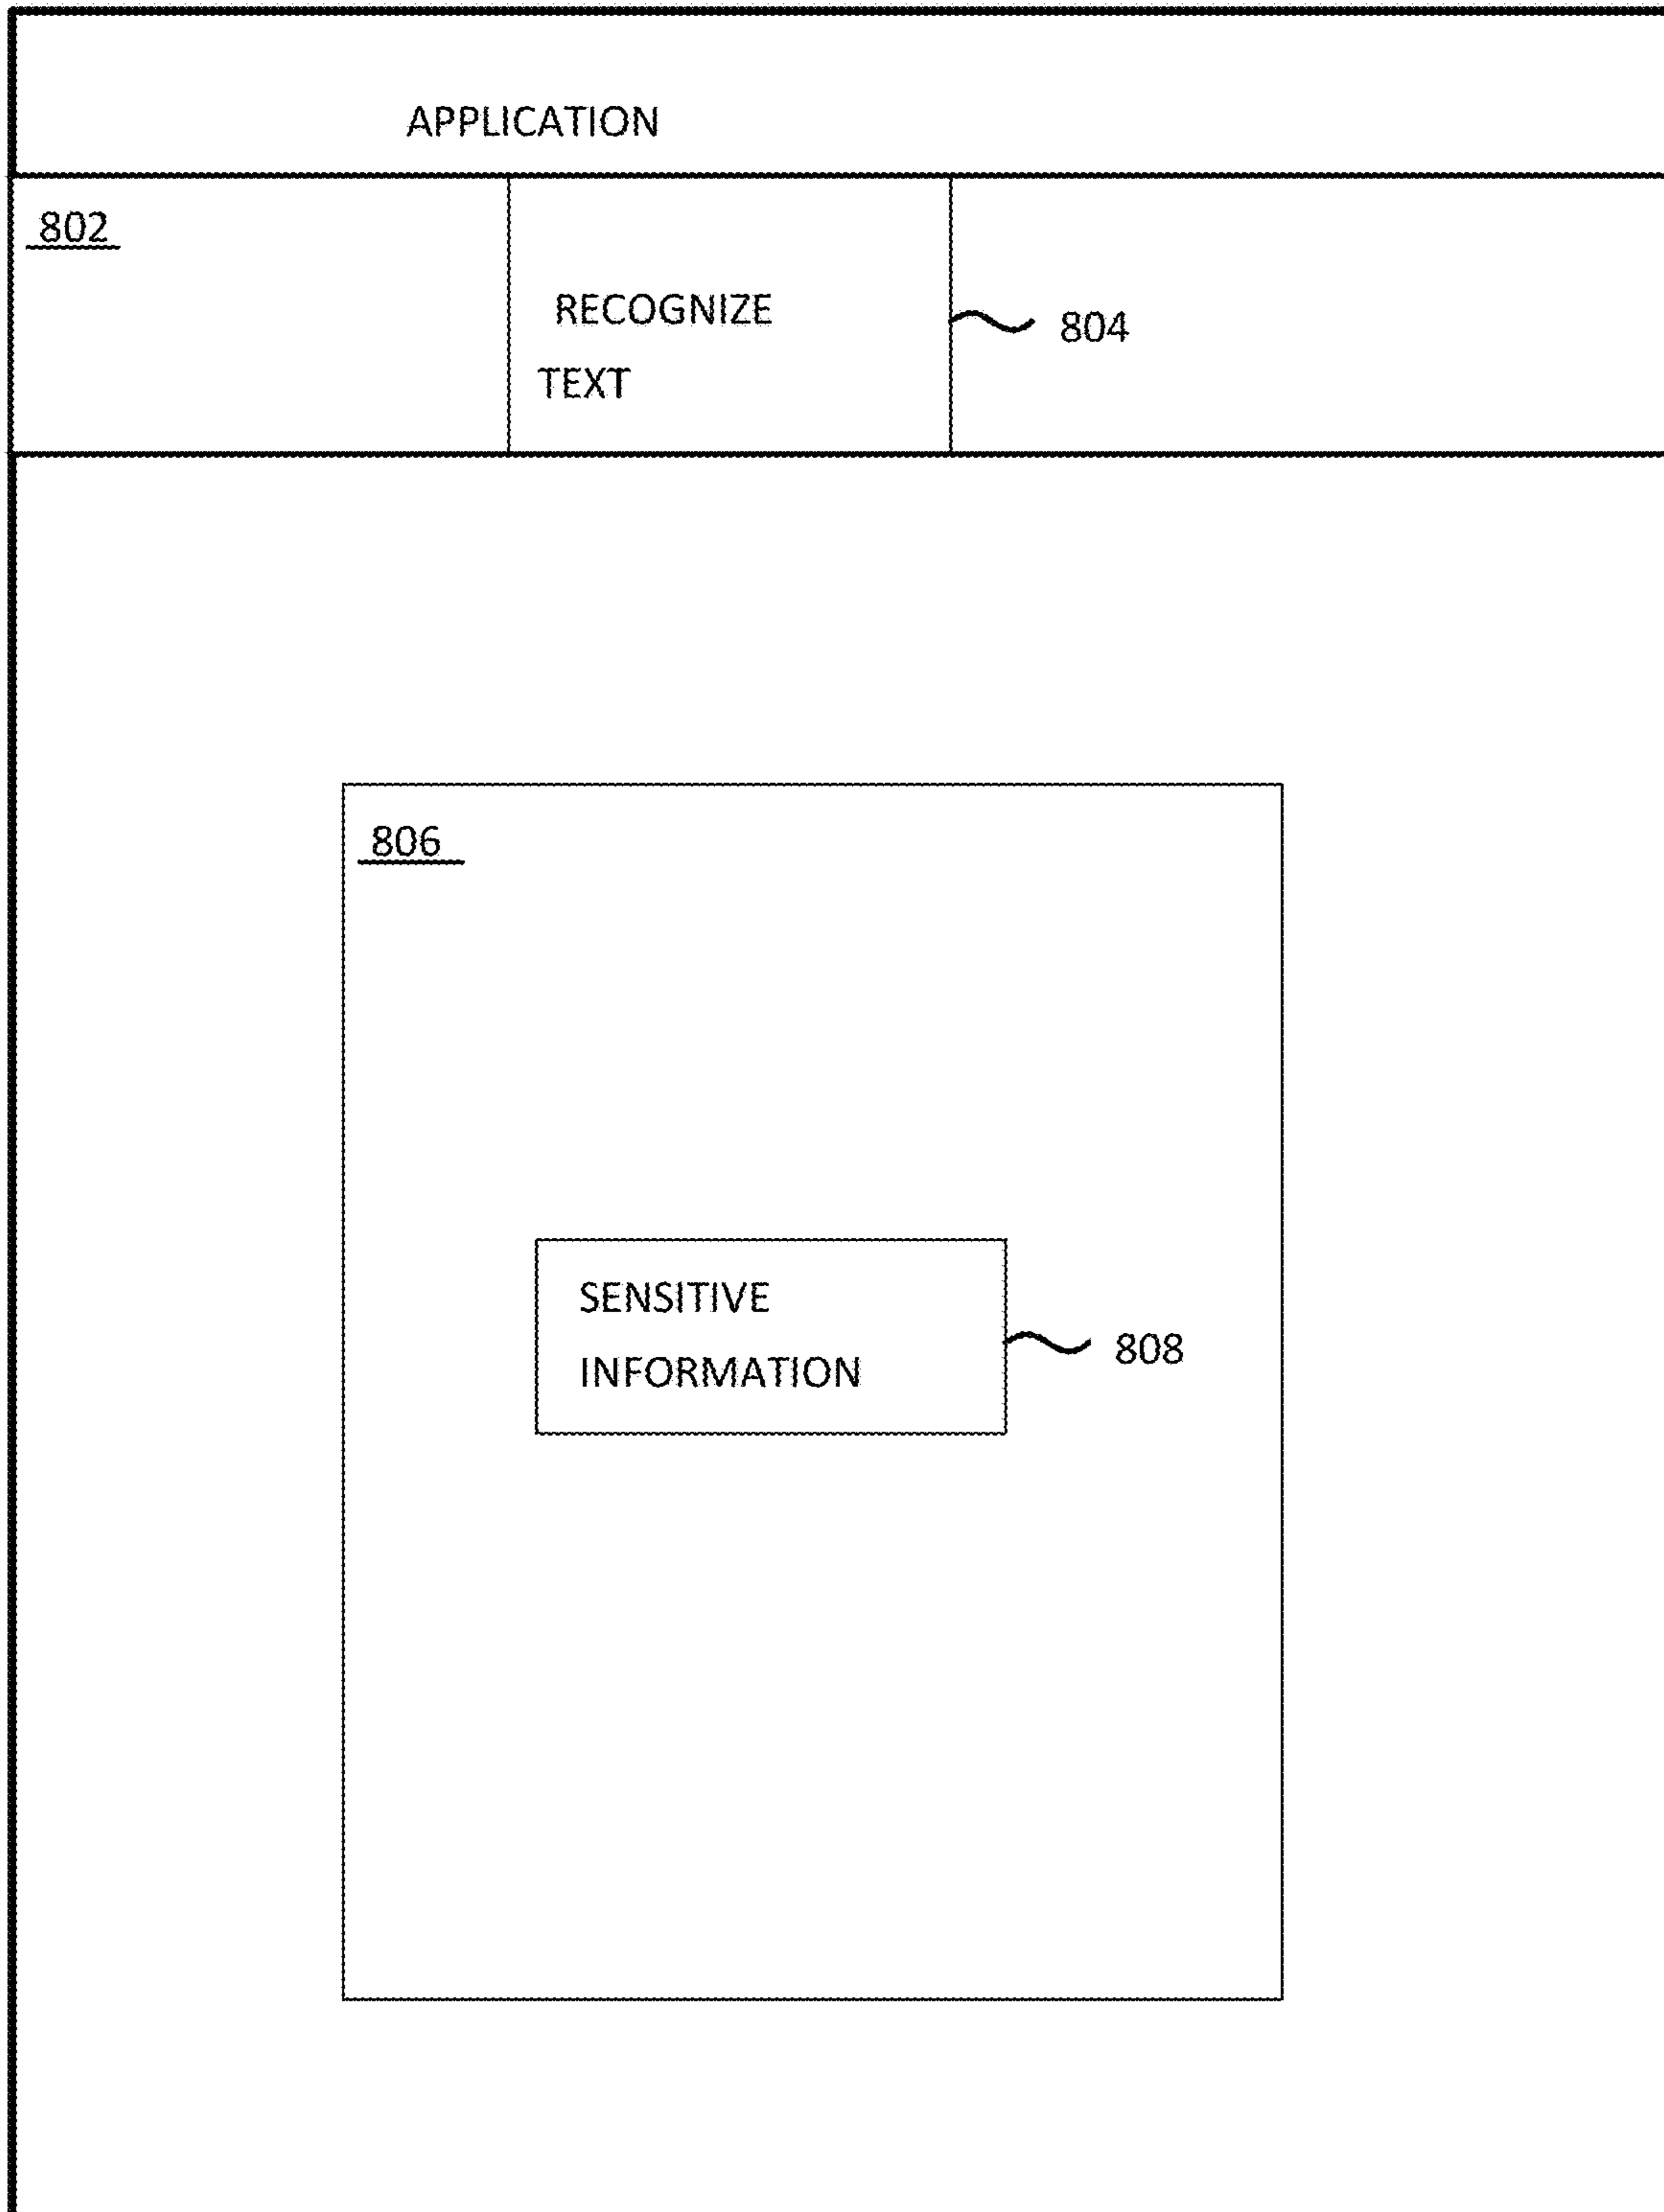 APPLICATION
802
RECOGNIZE
TEXT
804
806
SENSITIVE
INFORMATION
808